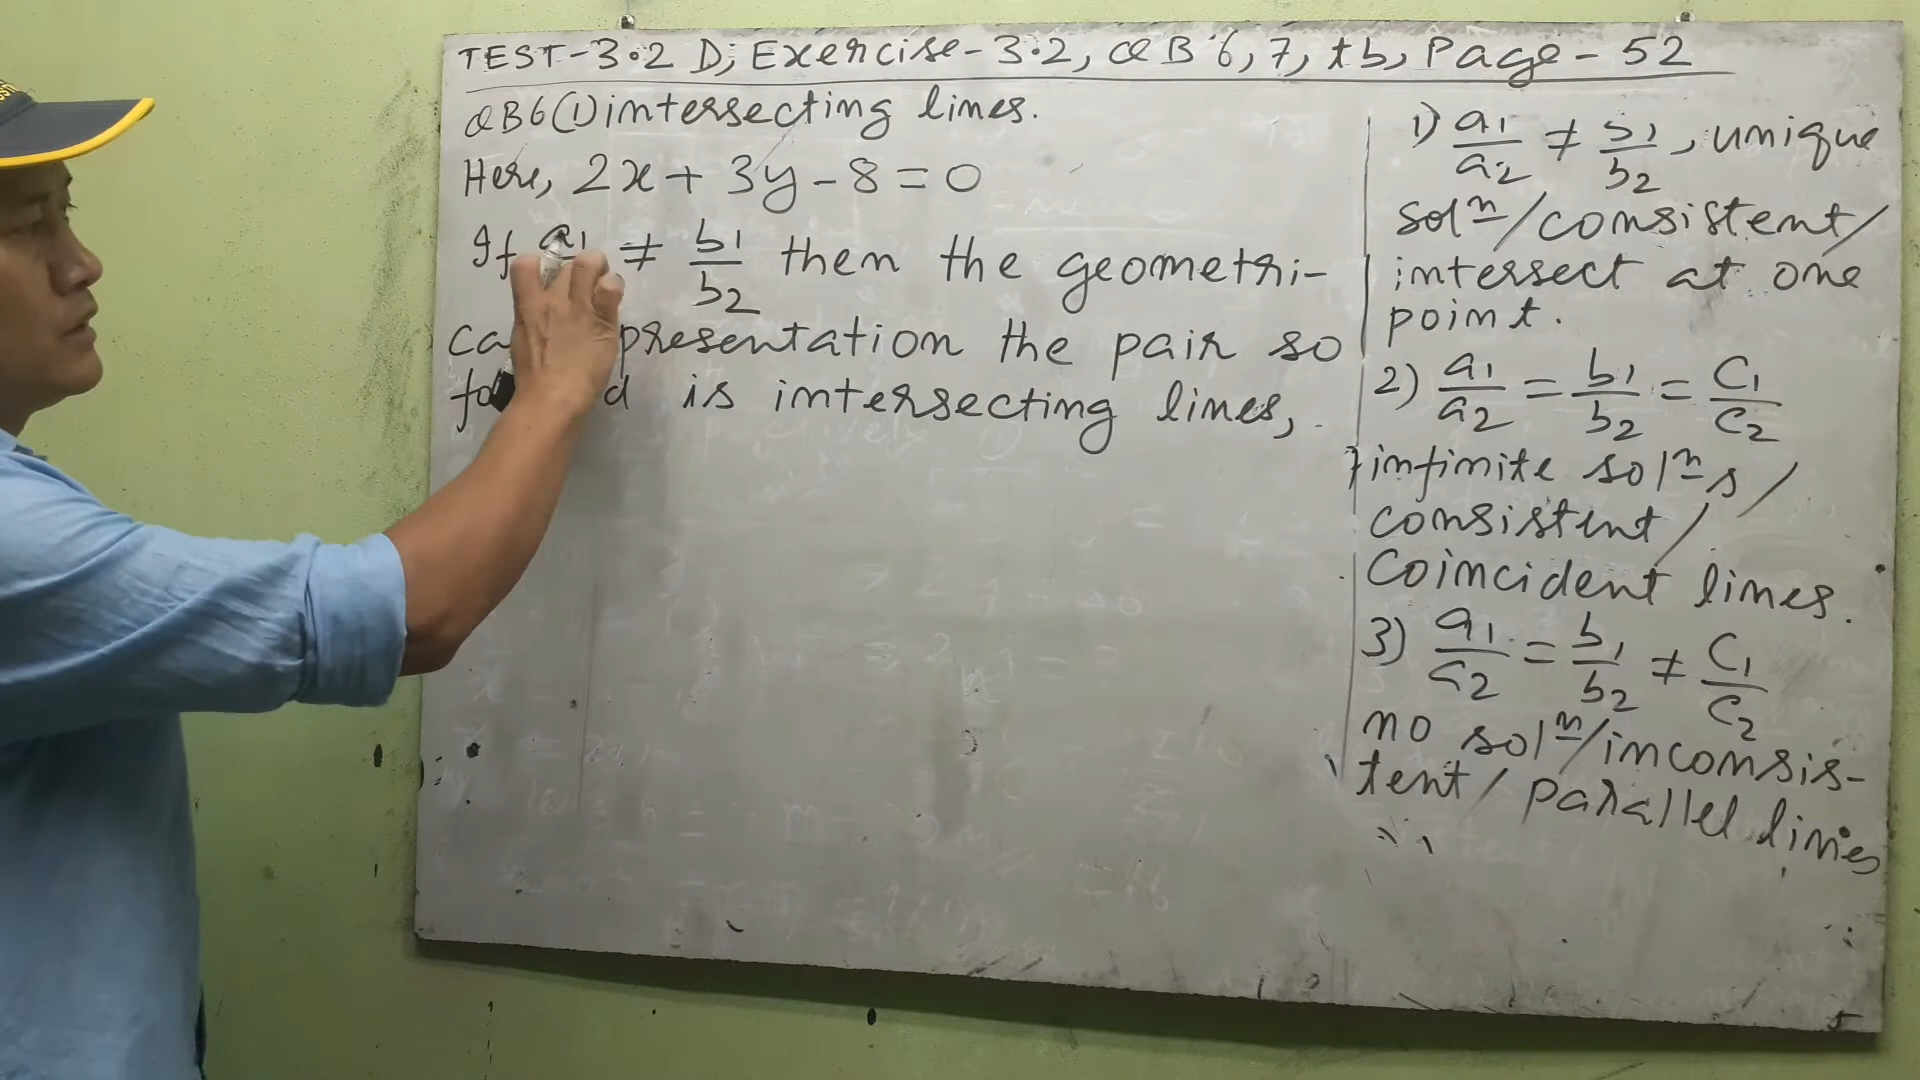 TEST-3.2 D; Exercise-3.2, QB 6, 7, tb, Page-52
QB6(1) intersecting lines.
Here, 2x + 3y - 8 = 0
If a1 ≠ b1/b2 then the geometri-
presentation the pair so
is intersecting lines,
1) a1/a2 ≠ b1/b2, unique
solⁿ/consistent/
intersect at one
point.
2) a1/a2 = b1/b2 = C1/C2
infinite solⁿs/
consistent/
Coincident lines.
3) a1/a2 = b1/b2 ≠ C1/C2
no solⁿ/inconsis-
tent/parallel lines